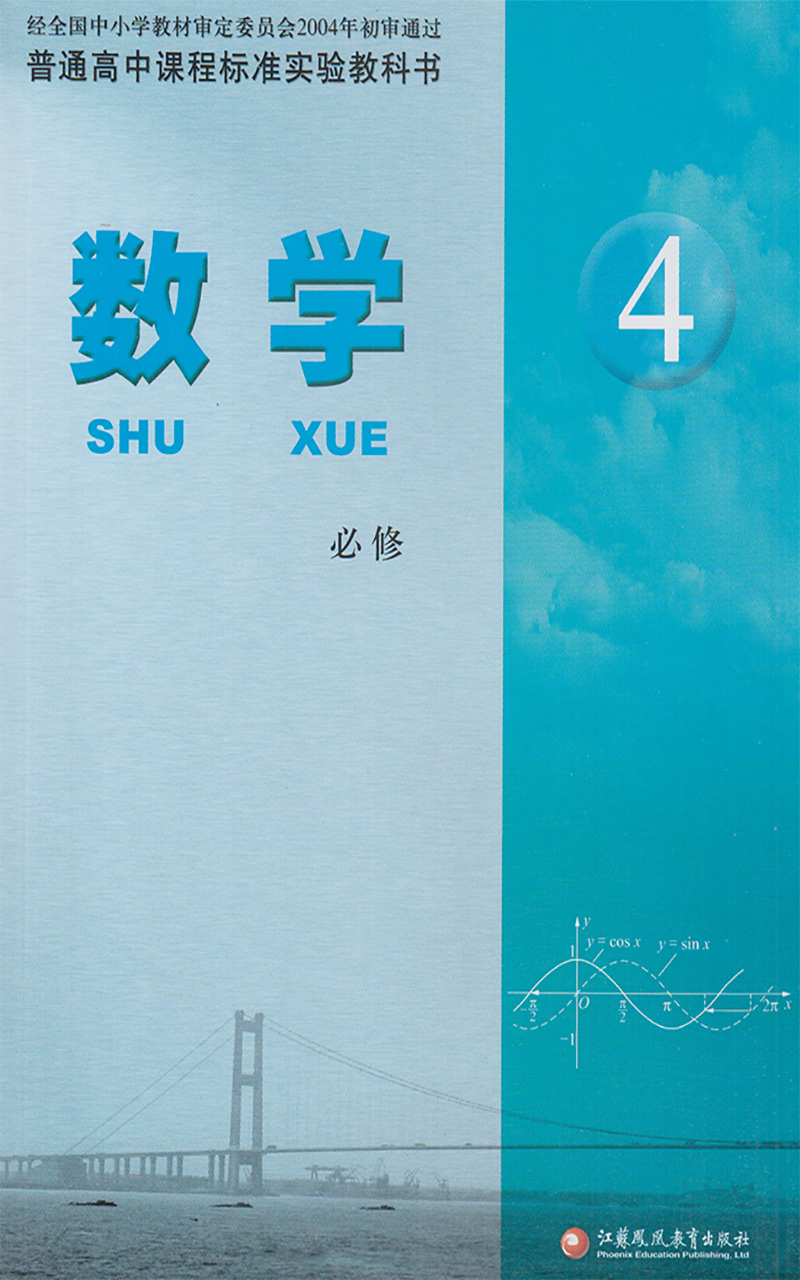 经全国中小学教材审定委员会2004年初审通过
普通高中课程标准实验教科书
数学
4
SHU XUE
必修
y
1
y=cos x
y=sin x
-π/2
O
π/2
π
2π
x
-1
江苏凤凰教育出版社
Phoenix Education Publishing, Ltd